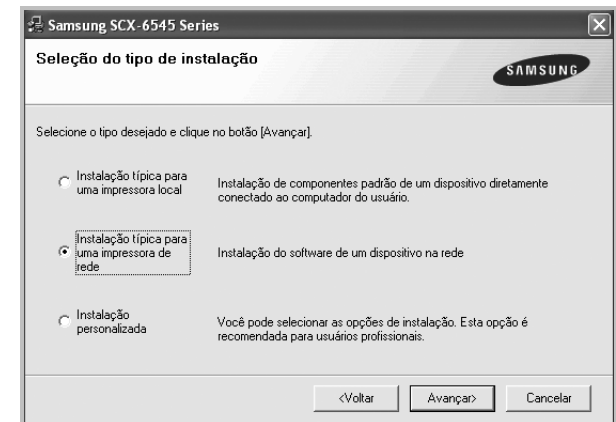 Samsung SCX-6545 Series
Seleção do tipo de instalação
SAMSUNG
Selecione o tipo desejado e clique no botão [Avançar].
Instalação típica para
uma impressora local
Instalação de componentes padrão de um dispositivo diretamente
conectado ao computador do usuário.
Instalação típica para
uma impressora de
rede
Instalação do software de um dispositivo na rede
Instalação
personalizada
Você pode selecionar as opções de instalação. Esta opção é
recomendada para usuários profissionais.
<Voltar
Avançar>
Cancelar